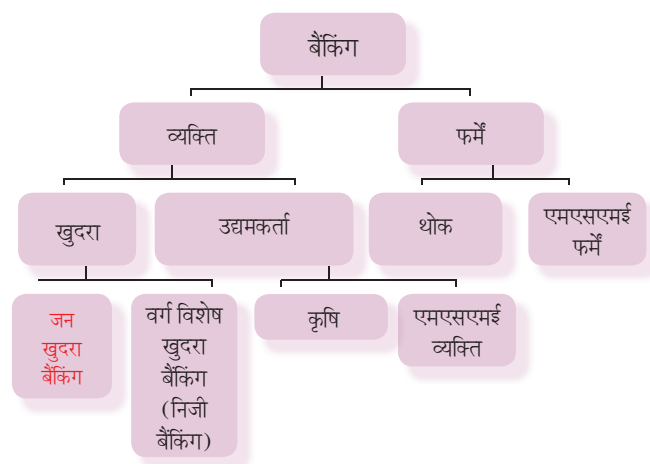 बैंकिंग
व्यक्ति
फर्में
खुदरा
उद्यमकर्ता
थोक
एमएसएमई
फर्में
जन
खुदरा
बैंकिंग
वर्ग विशेष
खुदरा
बैंकिंग
(निजी
बैंकिंग)
कृषि
एमएसएमई
व्यक्ति